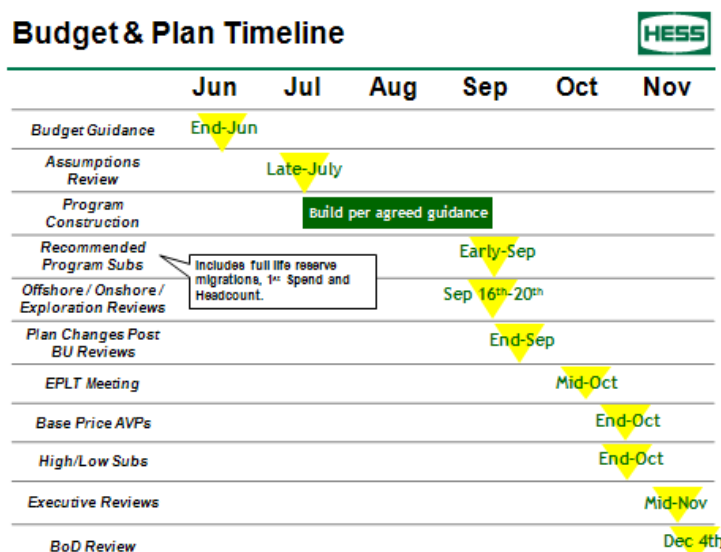 Budget & Plan Timeline
HESS
Jun Jul Aug Sep Oct Nov
Budget Guidance End-Jun
Assumptions
Review
Late-July
Program
Construction
Build per agreed guidance
Recommended
Program Subs
Early-Sep
Includes full life reserve
migrations, 1st Spend and
Headcount.
Offshore / Onshore /
Exploration Reviews
Sep 16th-20th
Plan Changes Post
BU Reviews
End-Sep
EPLT Meeting Mid-Oct
Base Price AVPs End-Oct
High/Low Subs End-Oct
Executive Reviews Mid-Nov
BoD Review Dec 4th